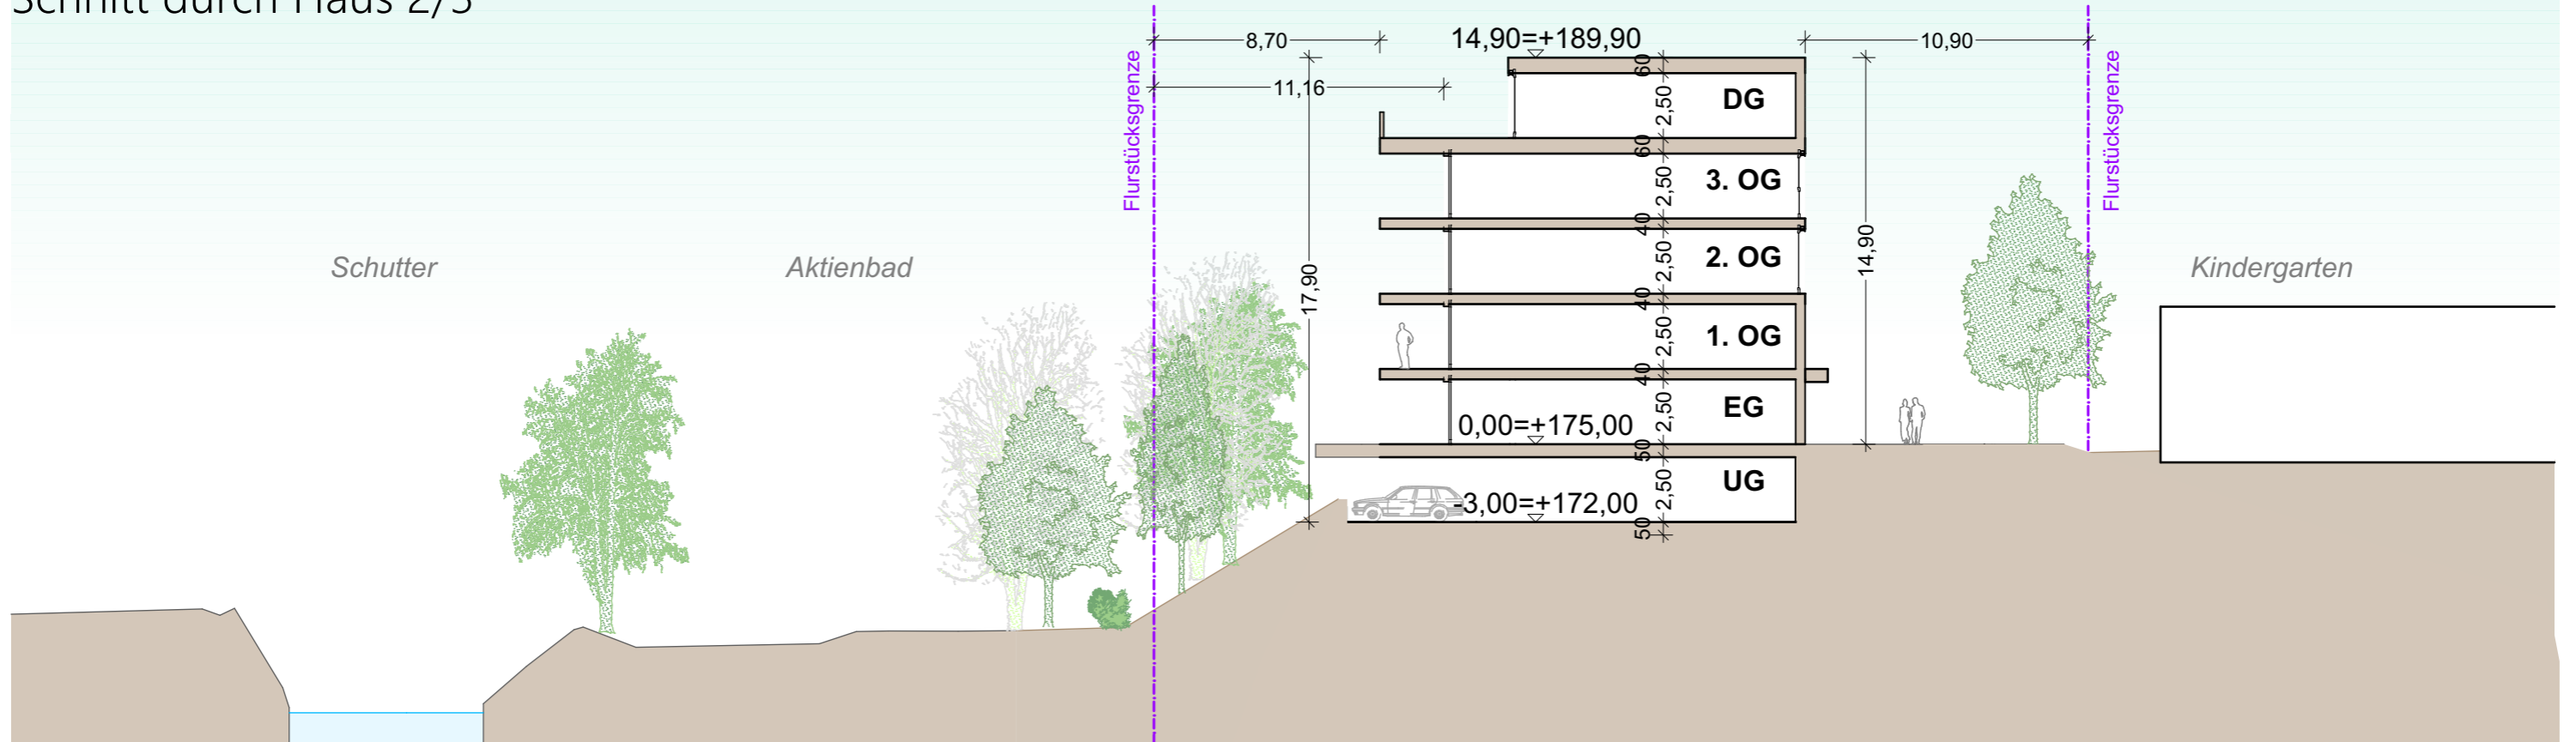 Schnitt durch Haus 2/3
8,70
14,90=+189,90
10,90
11,16
Flurstücksgrenze
Flurstücksgrenze
60
2,50
DG
60
2,50
3. OG
40
2,50
2. OG
40
2,50
1. OG
40
2,50
EG
0,00=+175,00
50
2,50
UG
-3,00=+172,00
50
17,90
14,90
Schutter
Aktienbad
Kindergarten